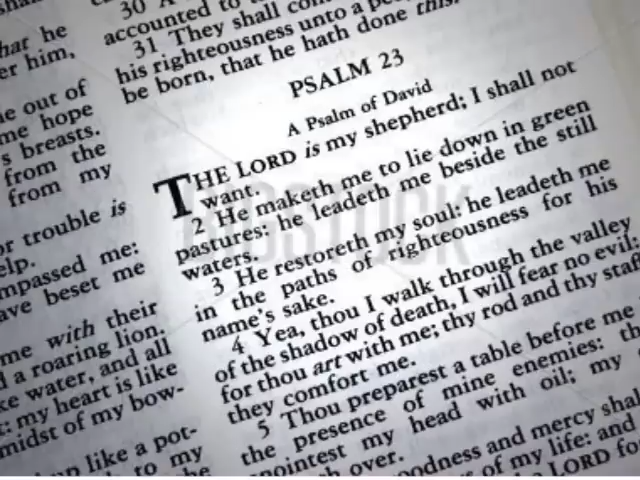 hat he
er him,
e out of
me hope
s breasts.
from the
from my
or trouble is
elp.
mpassed me:
ave beset me
me with their
a roaring lion.
ke water, and all
: my heart is like
midst of my bow-
like a pot-
to my
30 A
accounted to
31 They shall
his righteousness unto a
be born, that he hath done this.
PSALM 23
A Psalm of David
THE LORD is my shepherd; I shall not
want.
2 He maketh me to lie down in green
pastures: he leadeth me beside the still
waters.
3 He restoreth my soul: he leadeth me
in the paths of righteousness for his
name's sake.
4 Yea, thou I walk through the valley
of the shadow of death, I will fear no evil:
for thou art with me; thy rod and thy staff
they comfort me.
5 Thou preparest a table before me
the presence of mine enemies: th
nointest my head with oil; my
over.
odness and mercy shal
of my life: and
LORD fo
BIGSTOCK